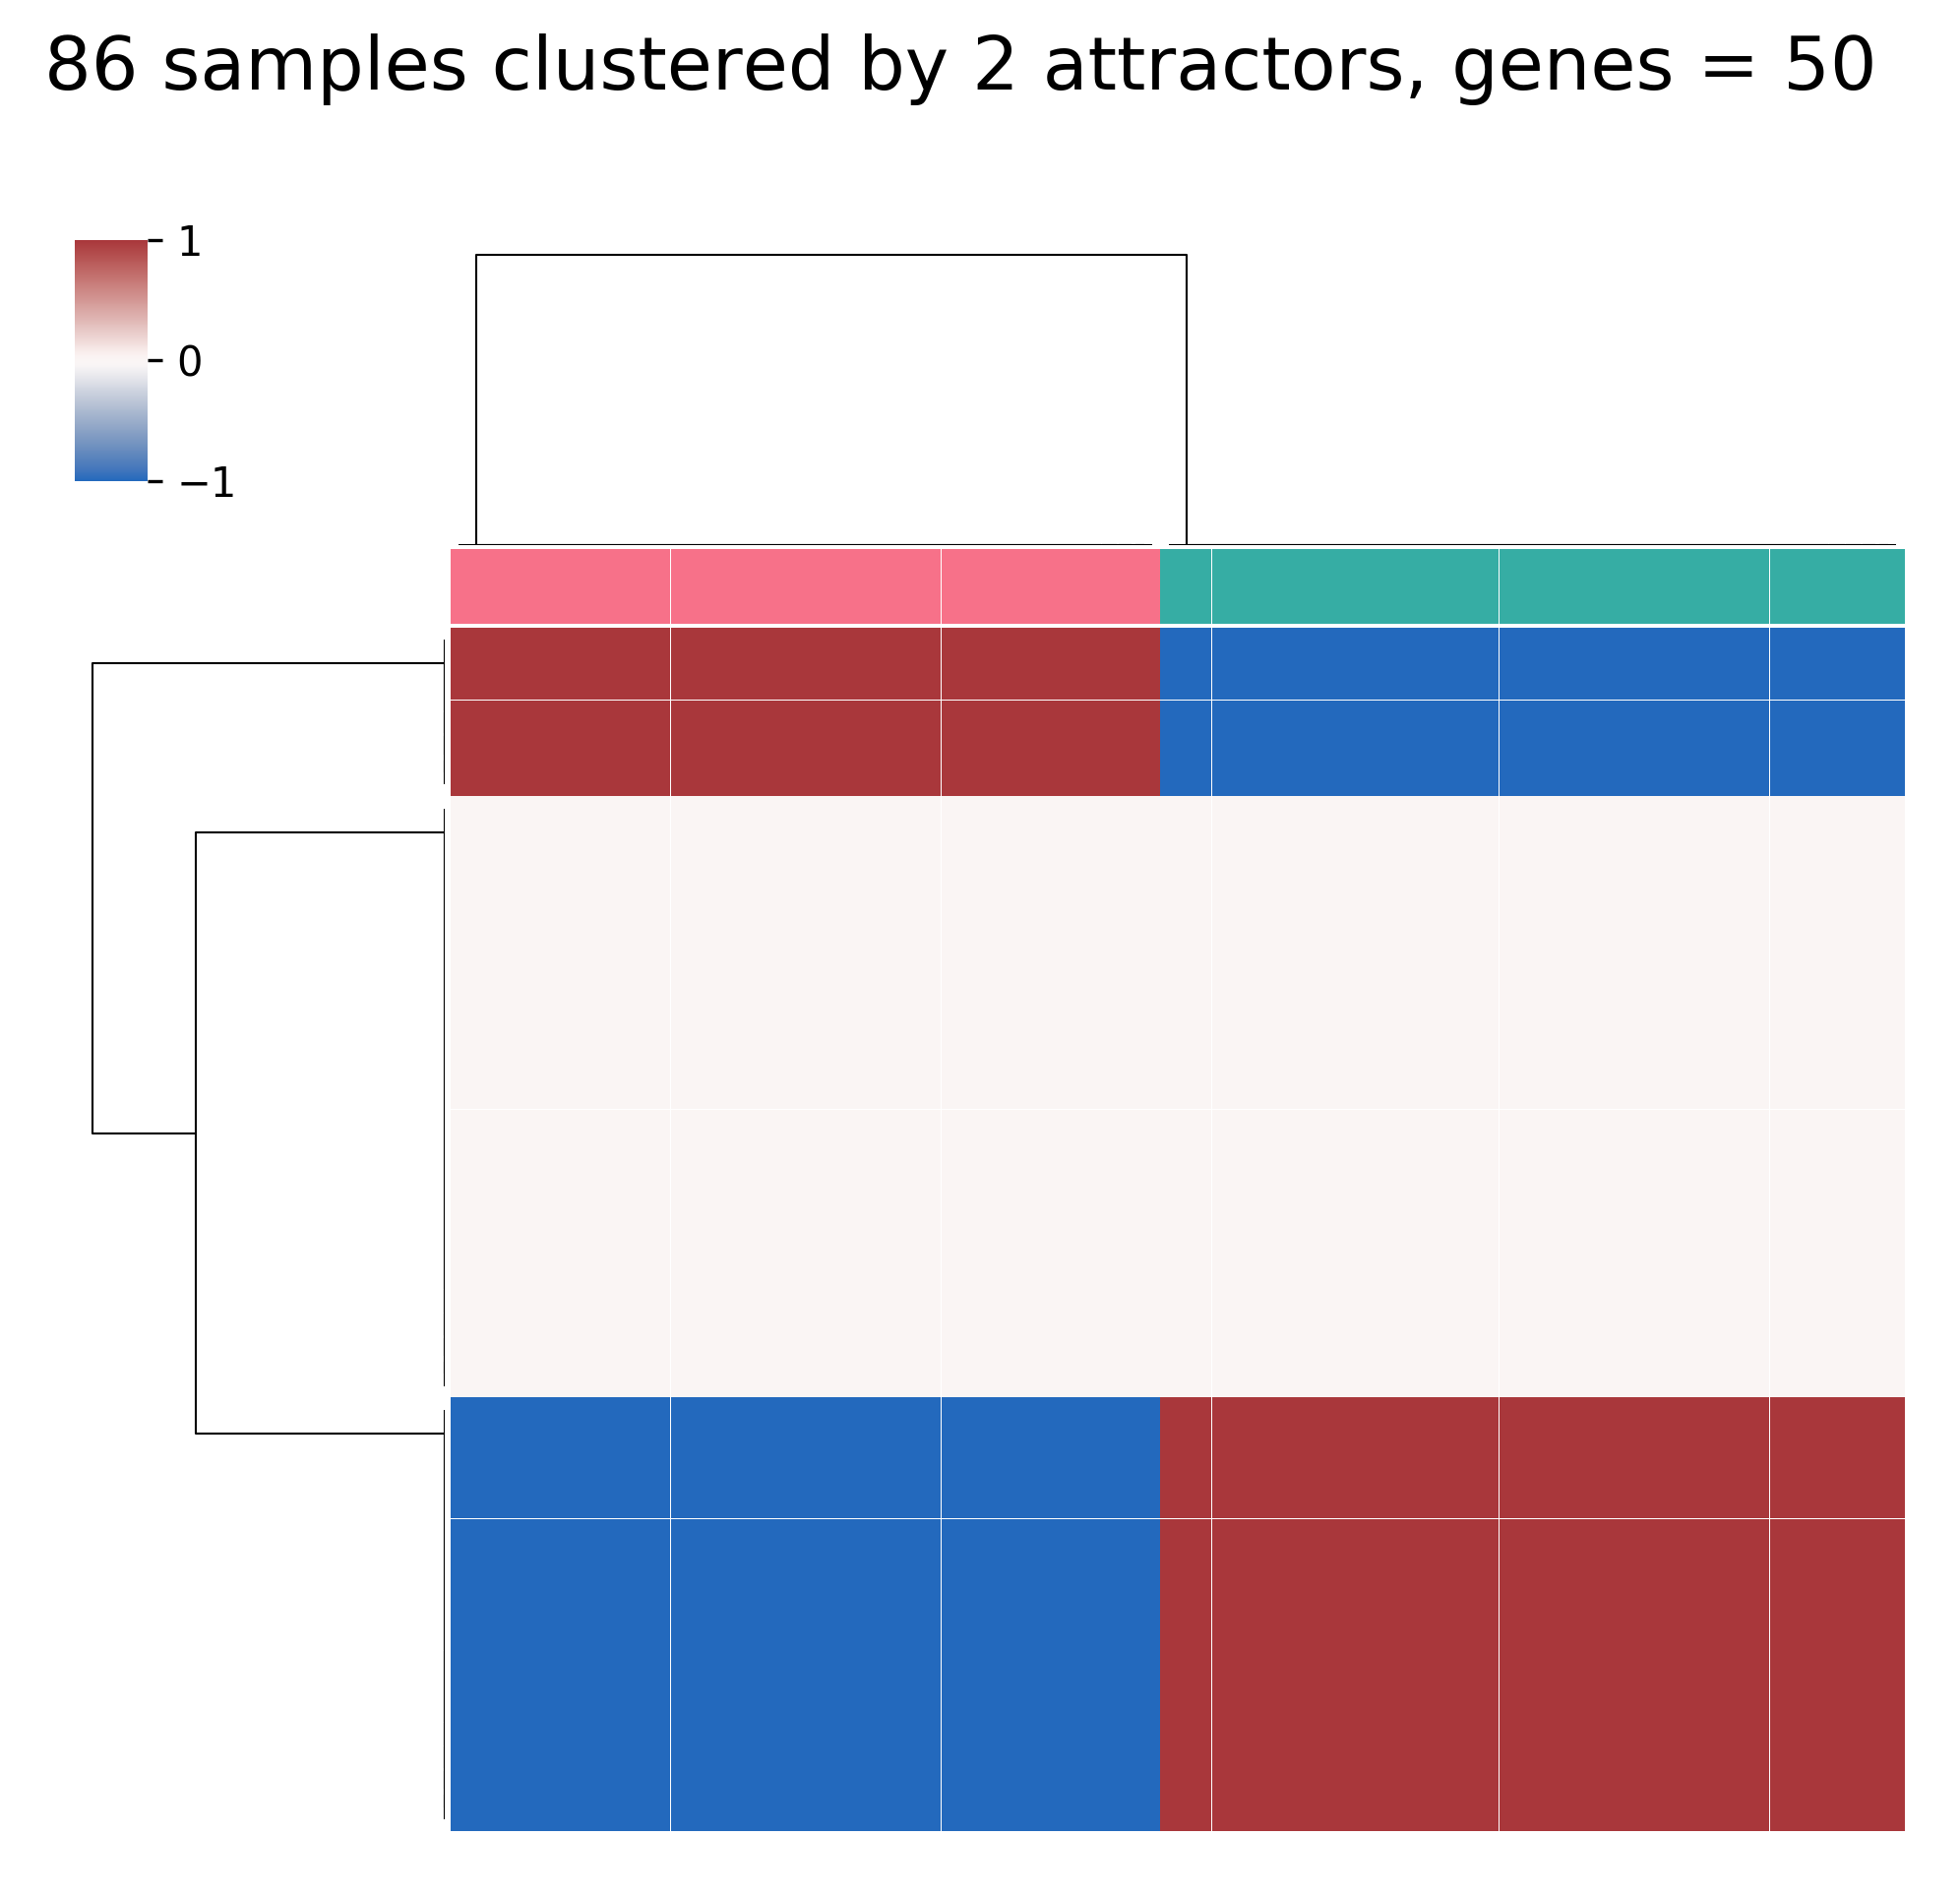 86 samples clustered by 2 attractors, genes = 50
1
0
−1